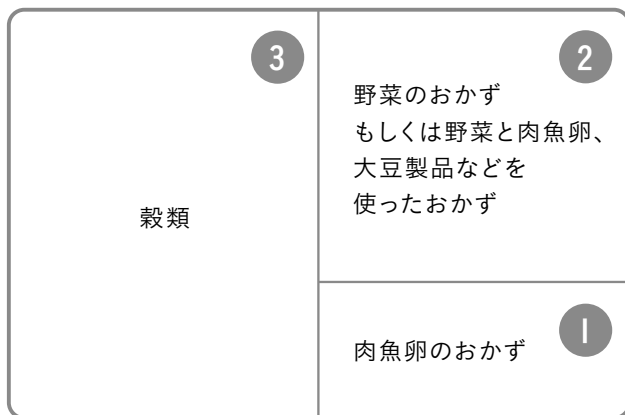 3
穀類
2
野菜のおかず
もしくは野菜と肉魚卵、
大豆製品などを
使ったおかず
1
肉魚卵のおかず